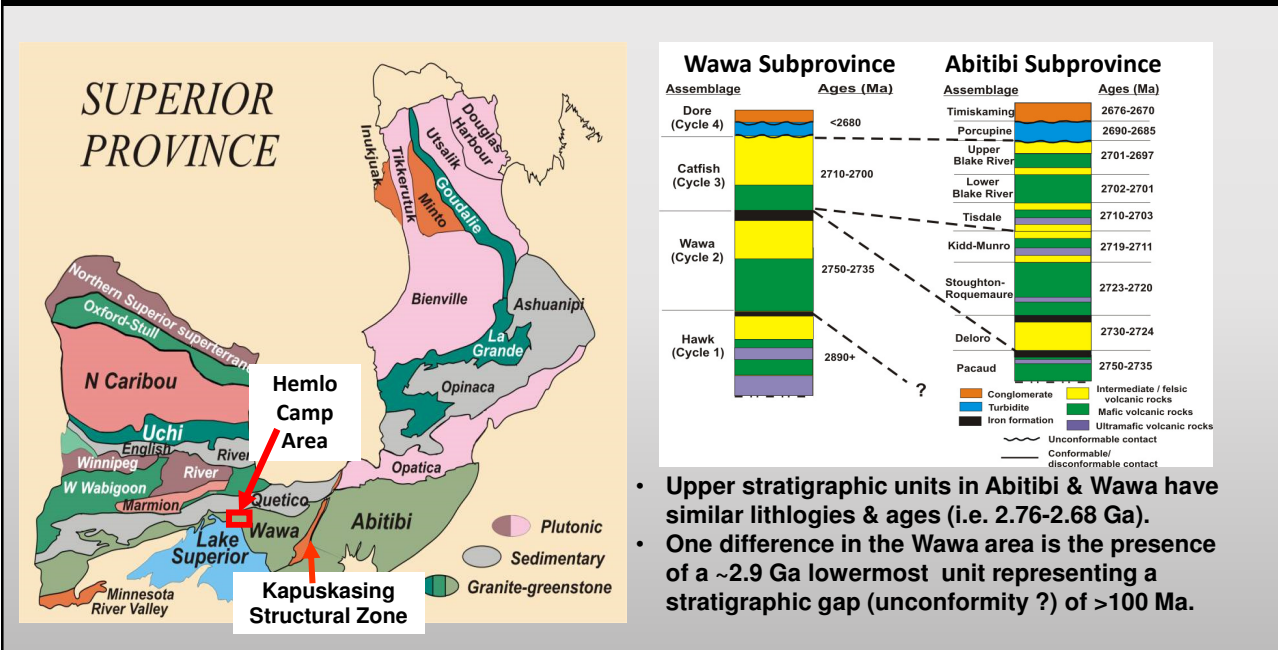 SUPERIOR
PROVINCE
Inukjuak
Tikkerutuk
Minto
Goudalie
Utsalik
Douglas
Harbour
Bienville
Ashuanipi
La
Grande
Opinaca
Opatica
Northern Superior superterrane
Oxford-Stull
N Caribou
Uchi
English
River
Winnipeg
River
W Wabigoon
Marmion
Quetico
Wawa
Abitibi
Lake
Superior
Minnesota
River Valley
Hemlo
Camp
Area
Kapuskasing
Structural Zone
Plutonic
Sedimentary
Granite-greenstone
Wawa Subprovince
Assemblage Ages (Ma)
Dore
(Cycle 4)
<2680
Catfish
(Cycle 3)
2710-2700
Wawa
(Cycle 2)
2750-2735
Hawk
(Cycle 1)
2890+
?
Abitibi Subprovince
Assemblage Ages (Ma)
Timiskaming 2676-2670
Porcupine 2690-2685
Upper
Blake River
2701-2697
Lower
Blake River
2702-2701
Tisdale 2710-2703
Kidd-Munro 2719-2711
Stoughton-
Roquemaure
2723-2720
Deloro 2730-2724
Pacaud 2750-2735
Conglomerate
Turbidite
Iron formation
Intermediate / felsic
volcanic rocks
Mafic volcanic rocks
Ultramafic volcanic rocks
Unconformable contact
Conformable/
disconformable contact
• Upper stratigraphic units in Abitibi & Wawa have
similar lithlogies & ages (i.e. 2.76-2.68 Ga).
• One difference in the Wawa area is the presence
of a ~2.9 Ga lowermost unit representing a
stratigraphic gap (unconformity ?) of >100 Ma.